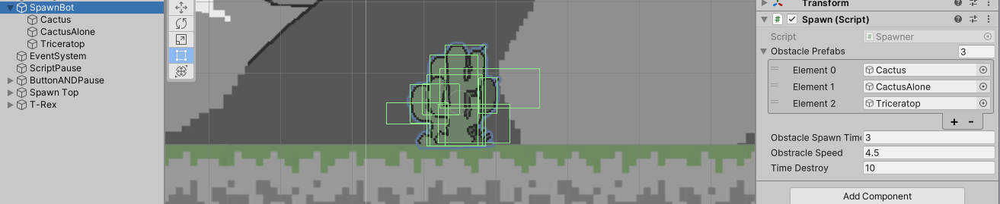 SpawnBot
Cactus
CactusAlone
Triceratop
EventSystem
ScriptPause
ButtonANDPause
Spawn Top
T-Rex
Transform
# Spawn (Script)
Script # Spawner
Obstacle Prefabs 3
Element 0 Cactus
Element 1 CactusAlone
Element 2 Triceratop
+ -
Obstacle Spawn Time 3
Obstracle Speed 4.5
Time Destroy 10
Add Component